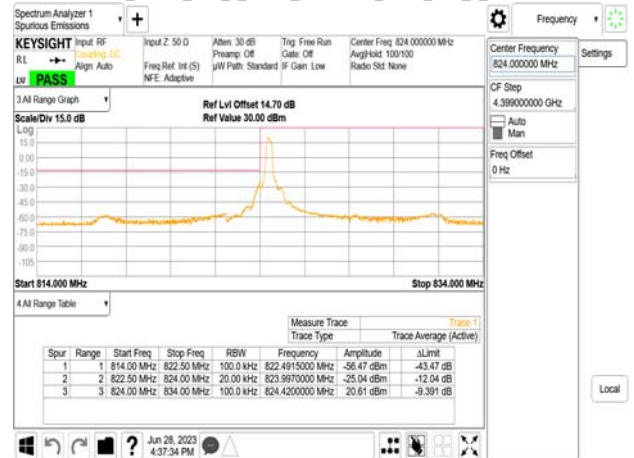 Spectrum Analyzer 1
Spurious Emissions
Frequency
KEYSIGHT
RL
LU PASS
Input: RF
Coupling: DC
Align: Auto
Input Z: 50 Ω
Freq Ref: Int (S)
NFE: Adaptive
Atten: 30 dB
Preamp: Off
µW Path: Standard
Trig: Free Run
Gate: Off
IF Gain: Low
Center Freq: 824.000000 MHz
Avg|Hold: 100/100
Radio Std: None
Center Frequency
824.000000 MHz
Settings
CF Step
4.399000000 GHz
Auto
Man
Freq Offset
0 Hz
Local
3 All Range Graph
Scale/Div 15.0 dB
Ref Lvl Offset 14.70 dB
Ref Value 30.00 dBm
Log
15.0
0.00
-15.0
-30.0
-45.0
-60.0
-75.0
-90.0
-105
Start 814.000 MHz Stop 834.000 MHz
4 All Range Table
Measure Trace Trace 1
Trace Type Trace Average (Active)
Spur Range Start Freq Stop Freq RBW Frequency Amplitude ΔLimit
1 1 814.00 MHz 822.50 MHz 100.0 kHz 822.4915000 MHz -56.47 dBm -43.47 dB
2 2 822.50 MHz 824.00 MHz 20.00 kHz 823.9970000 MHz -25.04 dBm -12.04 dB
3 3 824.00 MHz 834.00 MHz 100.0 kHz 824.4200000 MHz 20.61 dBm -9.391 dB
?
Jun 28, 2023
4:37:34 PM